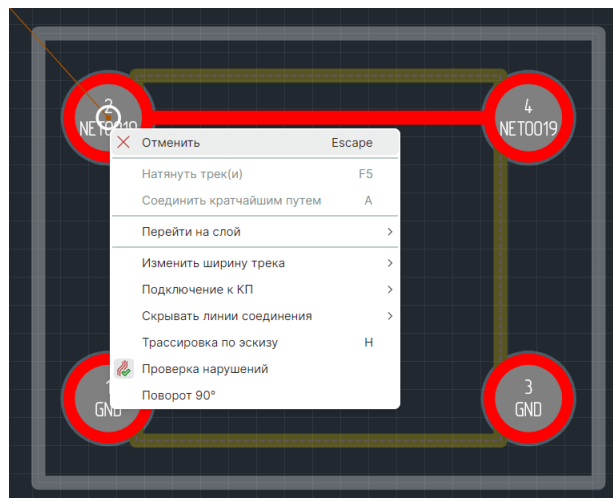 2
NET0019
4
NET0019
Отменить Escape
Натянуть трек(и) F5
Соединить кратчайшим путем A
Перейти на слой
Изменить ширину трека
Подключение к КП
Скрывать линии соединения
Трассировка по эскизу H
Проверка нарушений
Поворот 90°
1
GND
3
GND